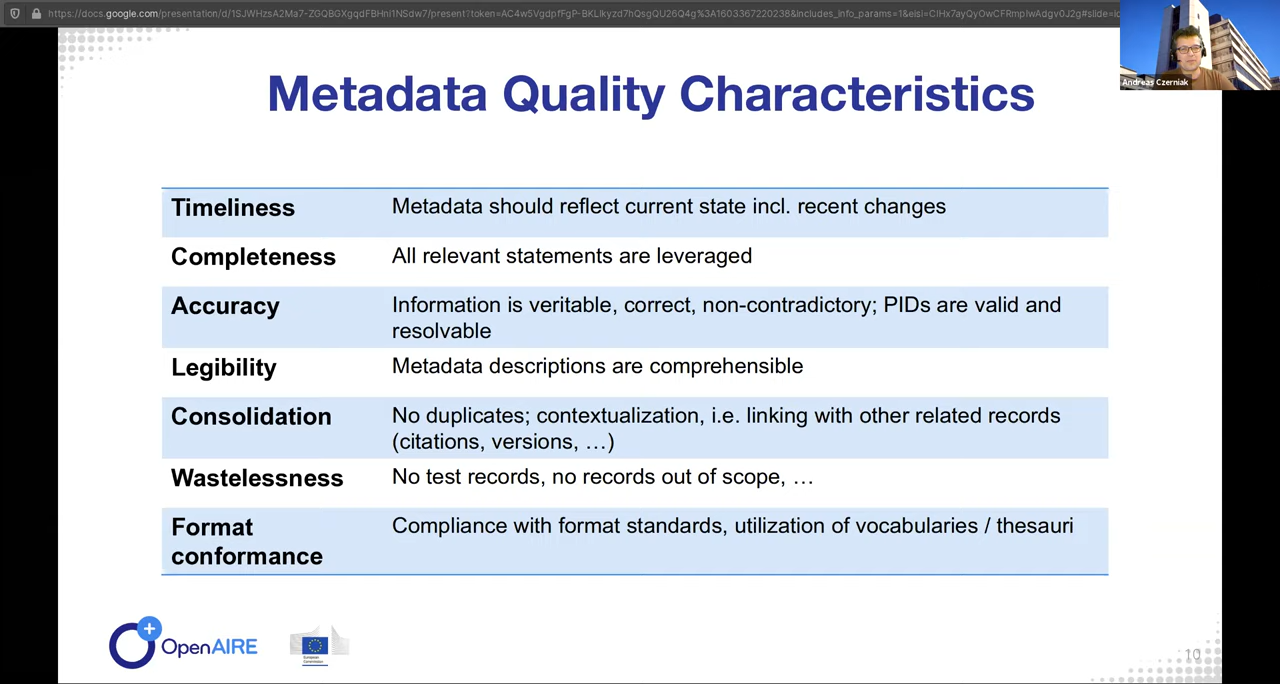 Andreas Czerniak
Metadata Quality Characteristics
Timeliness
Metadata should reflect current state incl. recent changes
Completeness
All relevant statements are leveraged
Accuracy
Information is veritable, correct, non-contradictory; PIDs are valid and
resolvable
Legibility
Metadata descriptions are comprehensible
Consolidation
No duplicates; contextualization, i.e. linking with other related records
(citations, versions, …)
Wastelessness
No test records, no records out of scope, …
Format
conformance
Compliance with format standards, utilization of vocabularies / thesauri
OpenAIRE
European
Commission
10